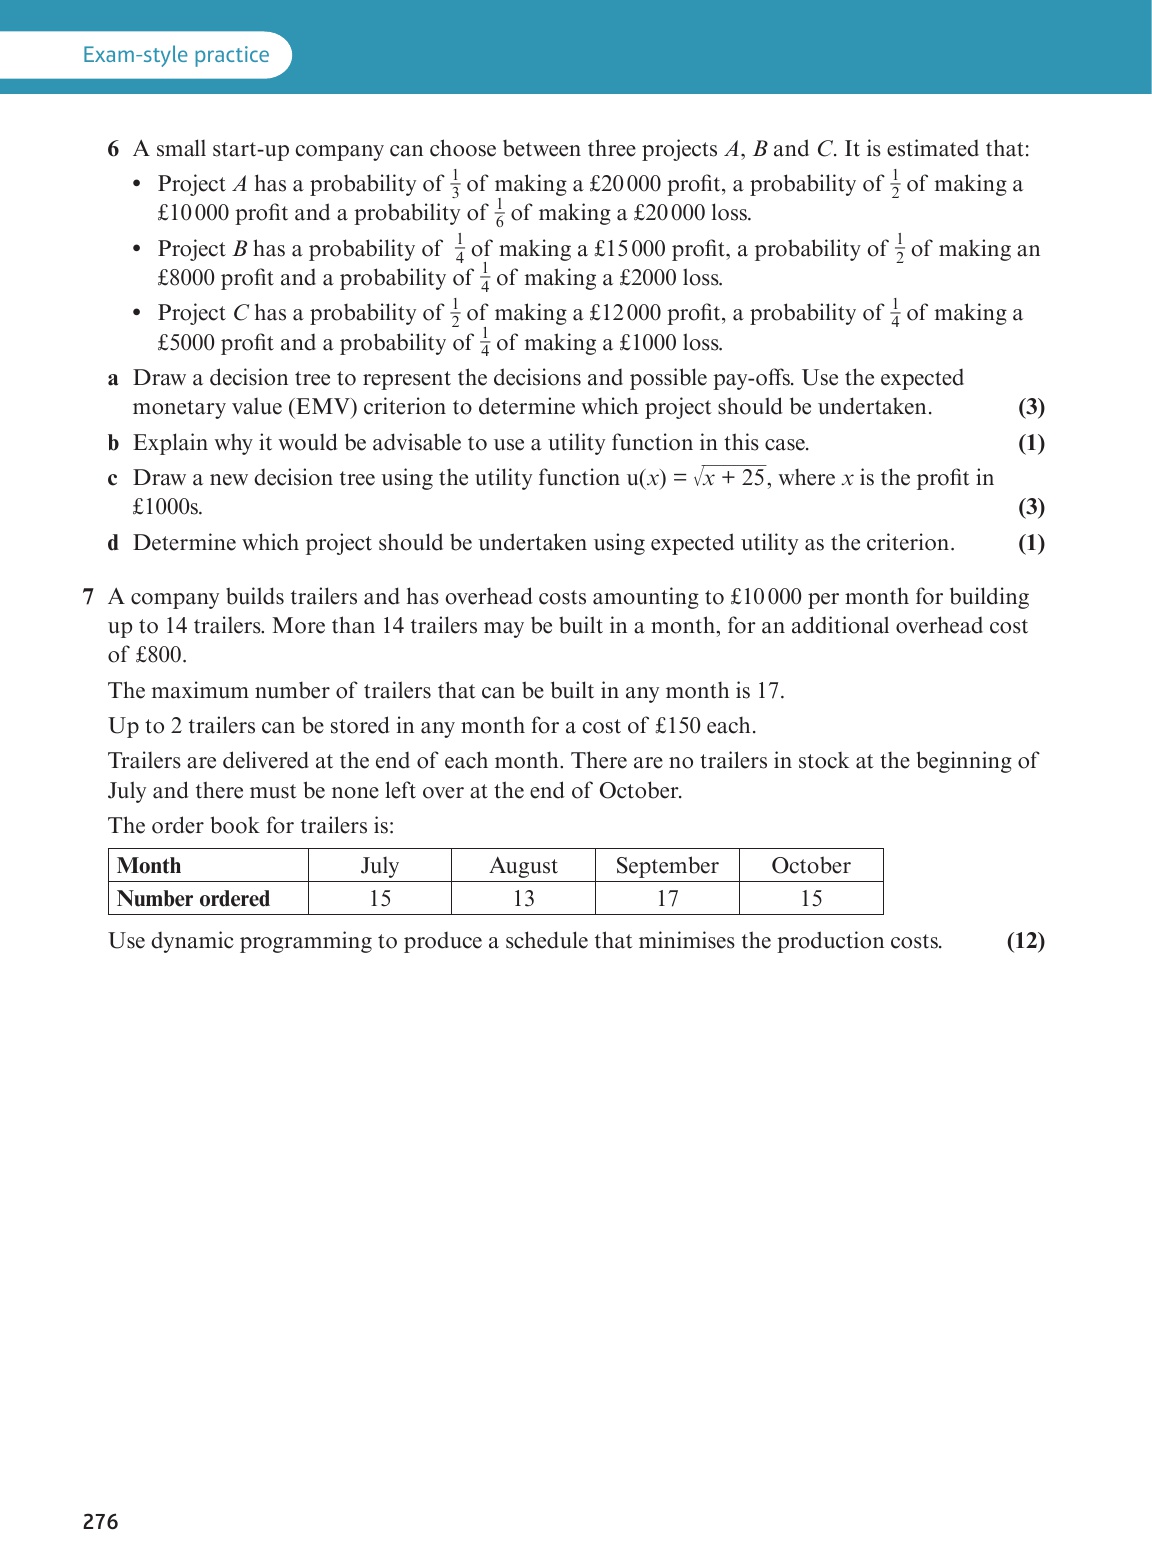 Exam-style practice
6 A small start-up company can choose between three projects A, B and C. It is estimated that:
• Project A has a probability of 1/3 of making a £20 000 profit, a probability of 1/2 of making a
£10 000 profit and a probability of 1/6 of making a £20 000 loss.
• Project B has a probability of 1/4 of making a £15 000 profit, a probability of 1/2 of making an
£8000 profit and a probability of 1/4 of making a £2000 loss.
• Project C has a probability of 1/2 of making a £12 000 profit, a probability of 1/4 of making a
£5000 profit and a probability of 1/4 of making a £1000 loss.
a Draw a decision tree to represent the decisions and possible pay-offs. Use the expected
monetary value (EMV) criterion to determine which project should be undertaken. (3)
b Explain why it would be advisable to use a utility function in this case. (1)
c Draw a new decision tree using the utility function u(x) = √(x + 25), where x is the profit in
£1000s. (3)
d Determine which project should be undertaken using expected utility as the criterion. (1)
7 A company builds trailers and has overhead costs amounting to £10 000 per month for building
up to 14 trailers. More than 14 trailers may be built in a month, for an additional overhead cost
of £800.
The maximum number of trailers that can be built in any month is 17.
Up to 2 trailers can be stored in any month for a cost of £150 each.
Trailers are delivered at the end of each month. There are no trailers in stock at the beginning of
July and there must be none left over at the end of October.
The order book for trailers is:
Month July August September October
Number ordered 15 13 17 15
Use dynamic programming to produce a schedule that minimises the production costs. (12)
276